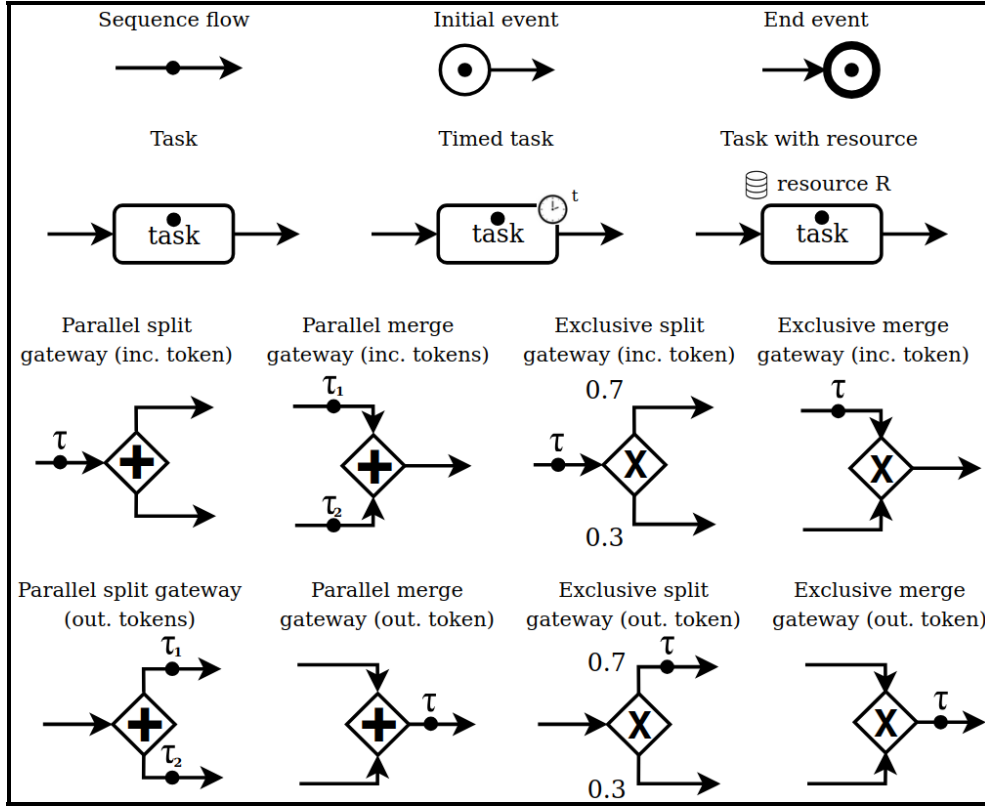 Sequence flow
Initial event
End event
Task
Timed task
Task with resource
t
resource R
task
task
task
Parallel split
gateway (inc. token)
Parallel merge
gateway (inc. tokens)
Exclusive split
gateway (inc. token)
Exclusive merge
gateway (inc. token)
τ
τ1
τ2
0.7
τ
X
0.3
τ
X
Parallel split gateway
(out. tokens)
Parallel merge
gateway (out. token)
Exclusive split
gateway (out. token)
Exclusive merge
gateway (out. token)
τ1
τ2
τ
0.7
τ
X
0.3
τ
X